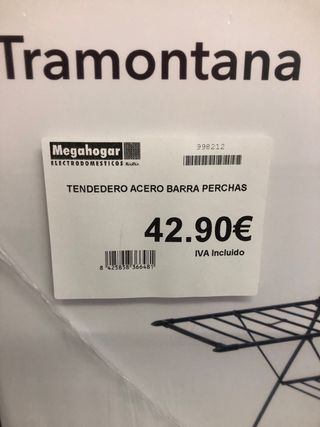 Tramontana
Megahogar
998212
ELECTRODOMESTICOS
TENDEDERO ACERO BARRA PERCHAS
42.90€
IVA Incluido
8 425858 366481